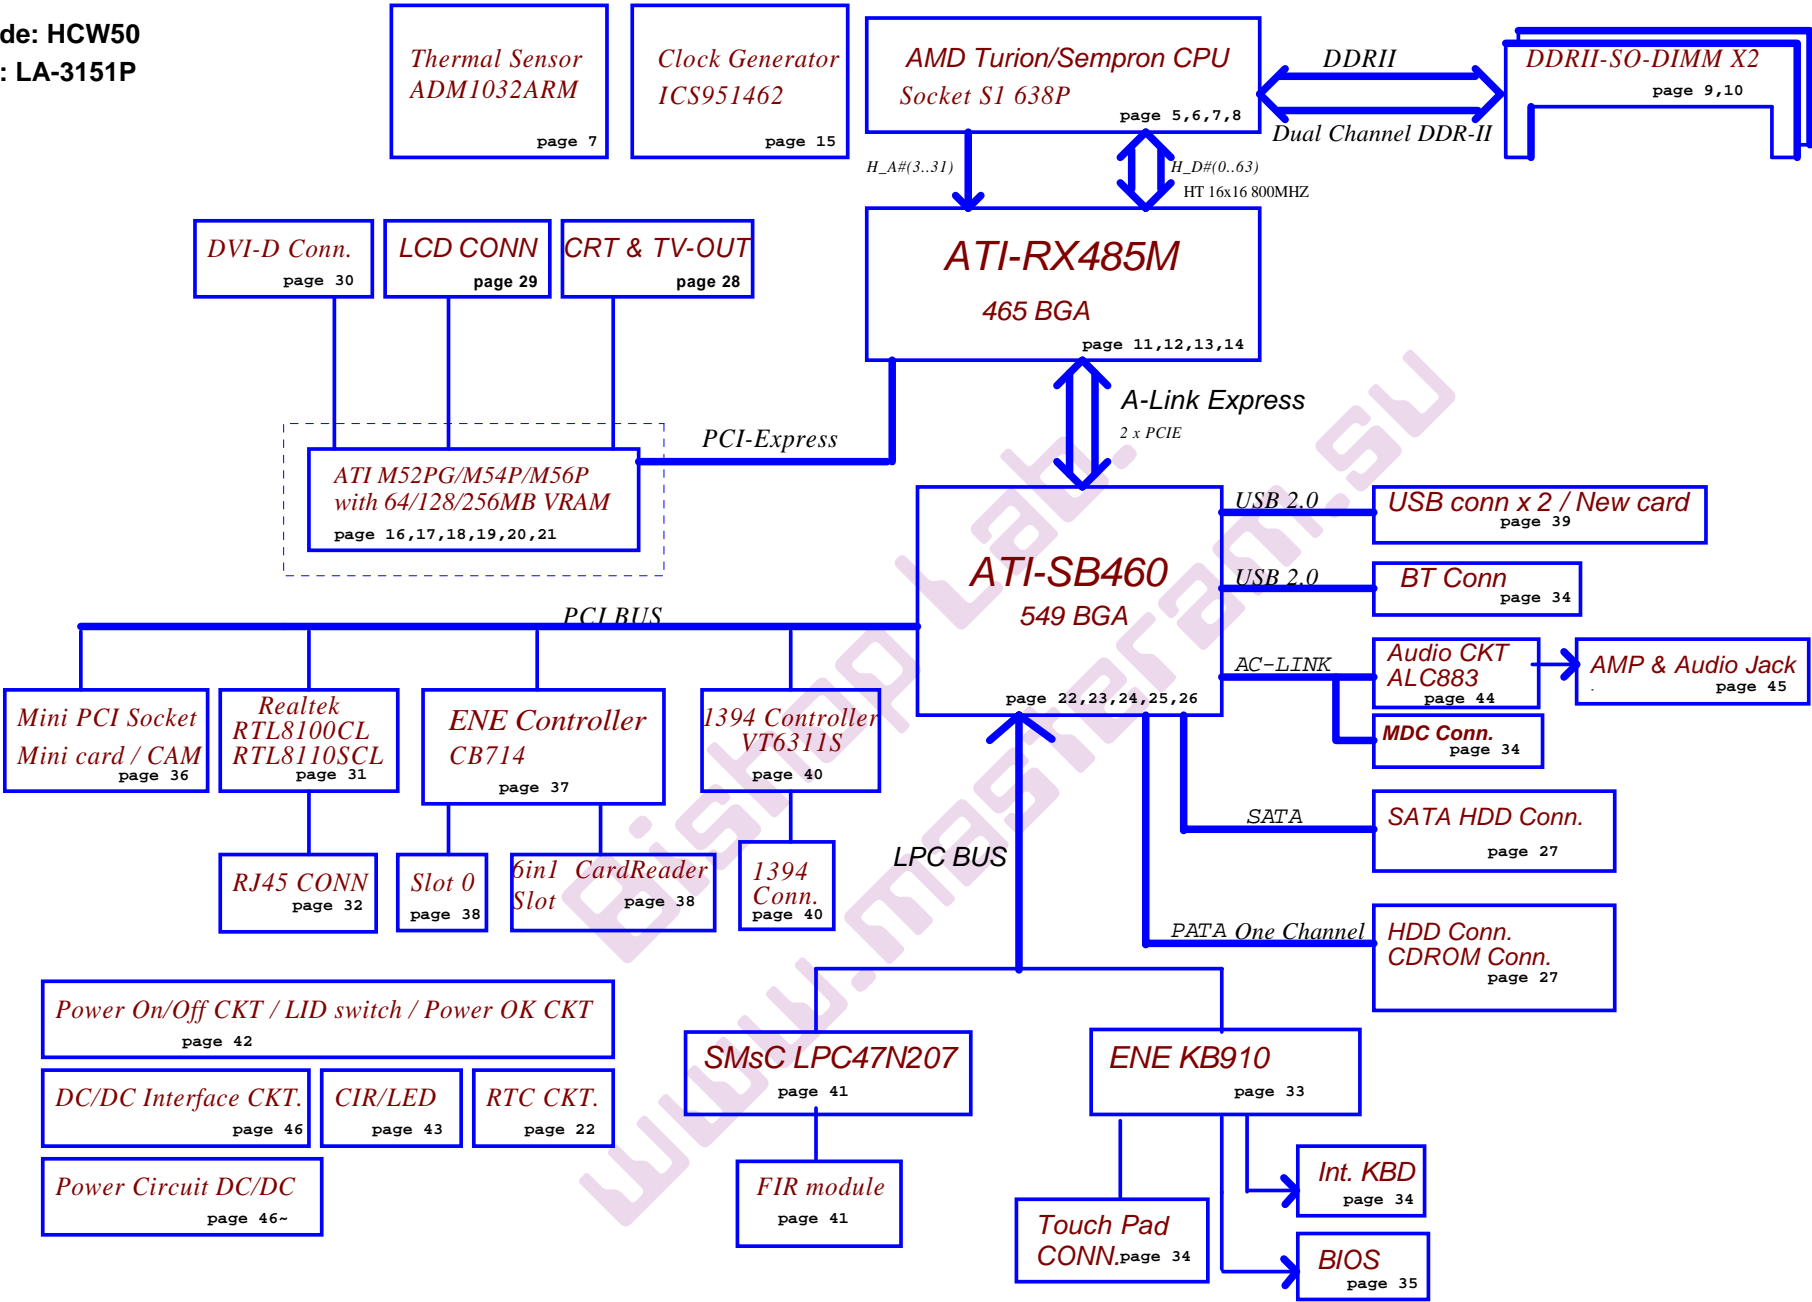 de: HCW50
: LA-3151P
Thermal Sensor
ADM1032ARM
page 7
Clock Generator
ICS951462
page 15
AMD Turion/Sempron CPU
Socket S1 638P
page 5,6,7,8
DDRII
Dual Channel DDR-II
DDRII-SO-DIMM X2
page 9,10
H_A#(3..31)
H_D#(0..63)
HT 16x16 800MHZ
DVI-D Conn.
page 30
LCD CONN
page 29
CRT & TV-OUT
page 28
ATI-RX485M
465 BGA
page 11,12,13,14
PCI-Express
A-Link Express
2 x PCIE
ATI M52PG/M54P/M56P
with 64/128/256MB VRAM
page 16,17,18,19,20,21
ATI-SB460
549 BGA
page 22,23,24,25,26
USB 2.0
USB conn x 2 / New card
page 39
USB 2.0
BT Conn
page 34
AC-LINK
Audio CKT
ALC883
page 44
AMP & Audio Jack
page 45
MDC Conn.
page 34
PCI BUS
Mini PCI Socket
Mini card / CAM
page 36
Realtek
RTL8100CL
RTL8110SCL
page 31
ENE Controller
CB714
page 37
1394 Controller
VT6311S
page 40
SATA
SATA HDD Conn.
page 27
LPC BUS
RJ45 CONN
page 32
Slot 0
page 38
6in1 CardReader
Slot
page 38
1394
Conn.
page 40
PATA One Channel
HDD Conn.
CDROM Conn.
page 27
Power On/Off CKT / LID switch / Power OK CKT
page 42
DC/DC Interface CKT.
page 46
CIR/LED
page 43
RTC CKT.
page 22
Power Circuit DC/DC
page 46~
SMsC LPC47N207
page 41
ENE KB910
page 33
FIR module
page 41
Touch Pad
CONN.
page 34
Int. KBD
page 34
BIOS
page 35
Bishop Lab.
www.masteram.su